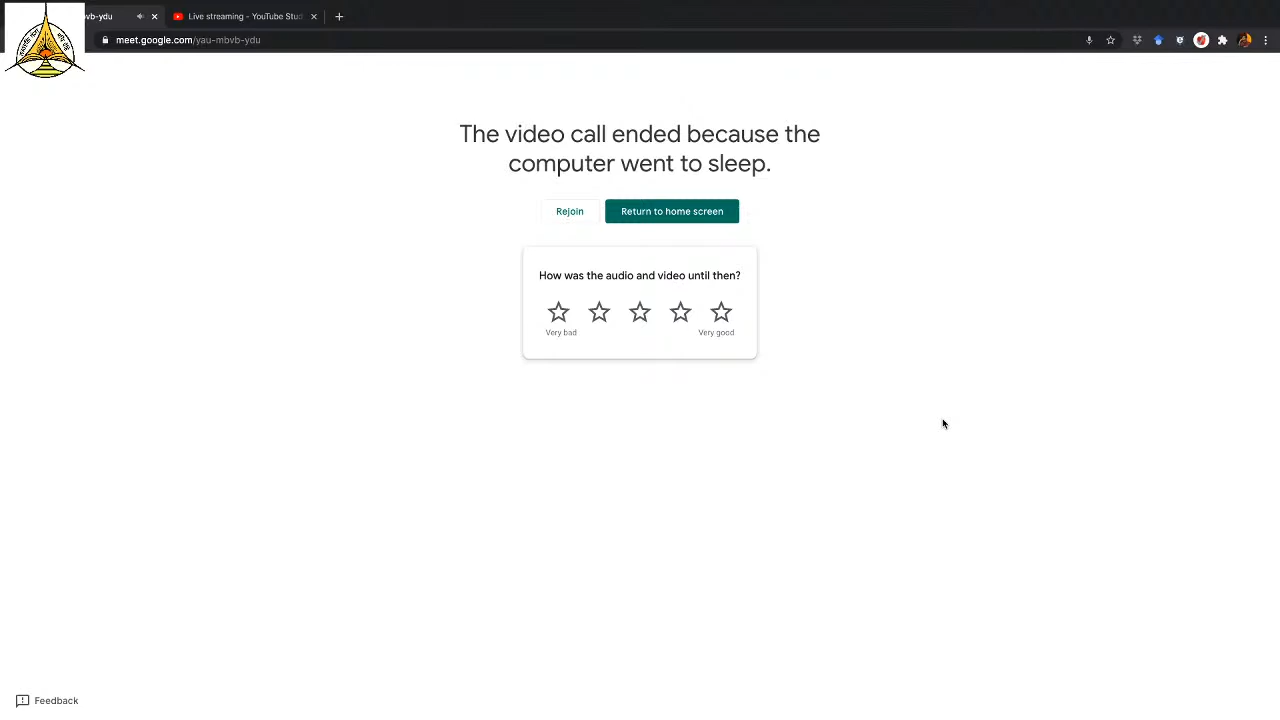 vb-ydu
Live streaming - YouTube Stud
meet.google.com/yau-mbvb-ydu
The video call ended because the
computer went to sleep.
Rejoin
Return to home screen
How was the audio and video until then?
Very bad
Very good
Feedback